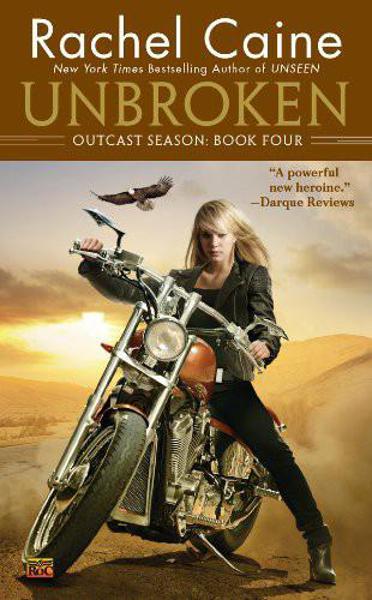 Rachel Caine
New York Times Bestselling Author of UNSEEN
UNBROKEN
OUTCAST SEASON: BOOK FOUR
“A powerful
new heroine.”
—Darque Reviews
ROC